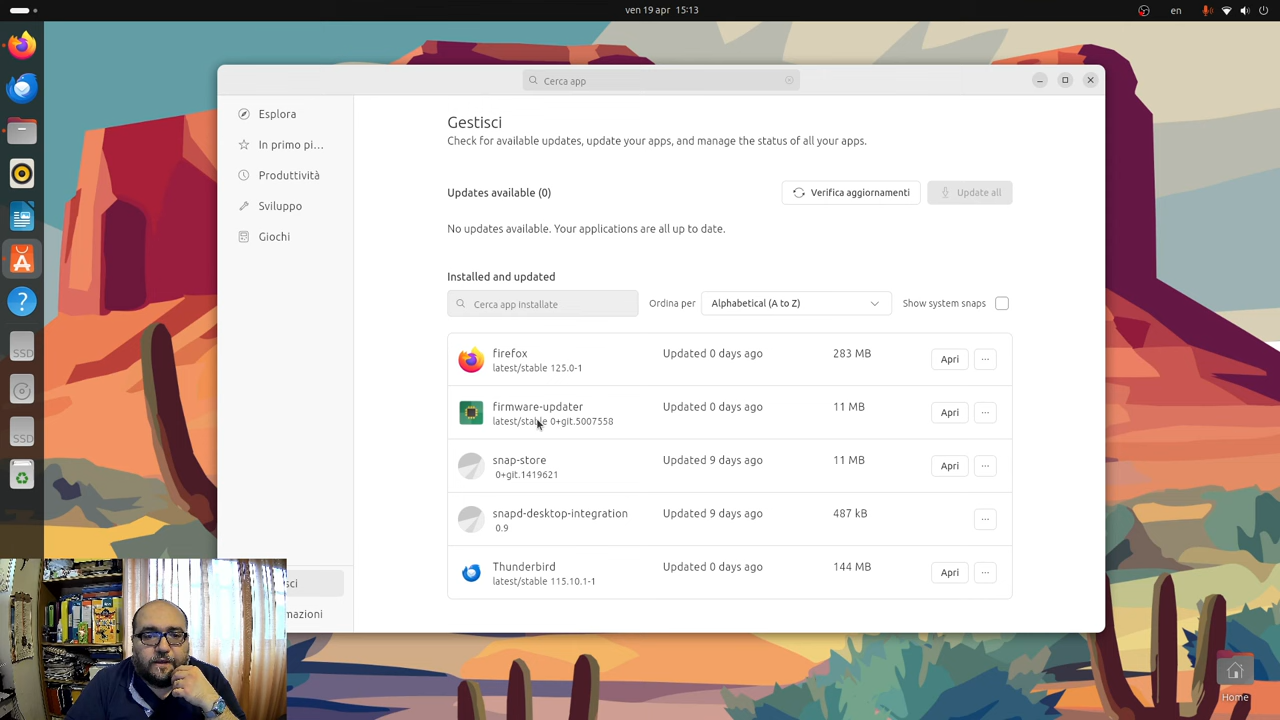 ven 19 apr 15:13
en
Cerca app
Esplora
In primo pi...
Produttività
Sviluppo
Giochi
Gestisci
Check for available updates, update your apps, and manage the status of all your apps.
Updates available (0)
Verifica aggiornamenti
Update all
No updates available. Your applications are all up to date.
Installed and updated
Cerca app installate
Ordina per
Alphabetical (A to Z)
Show system snaps
firefox
latest/stable 125.0-1
Updated 0 days ago
283 MB
Apri
firmware-updater
latest/stable 0+git.5007558
Updated 0 days ago
11 MB
Apri
snap-store
0+git.1419621
Updated 9 days ago
11 MB
Apri
snapd-desktop-integration
0.9
Updated 9 days ago
487 kB
Thunderbird
latest/stable 115.10.1-1
Updated 0 days ago
144 MB
Apri
sci
mazioni
SSD
SSD
Home